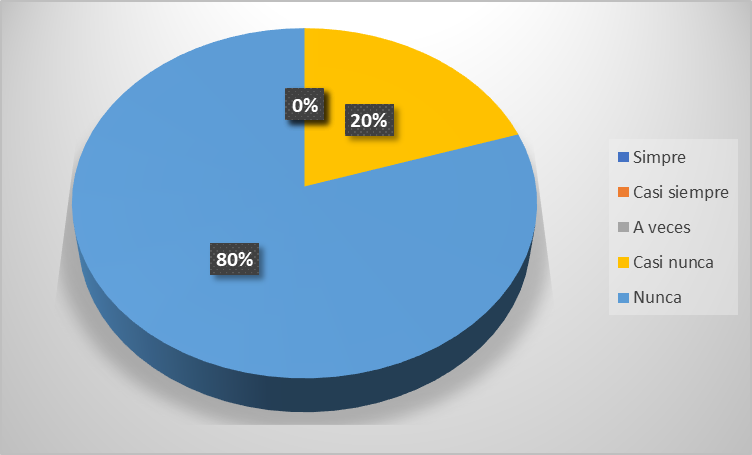 0%
20%
80%
Simpre
Casi siempre
A veces
Casi nunca
Nunca